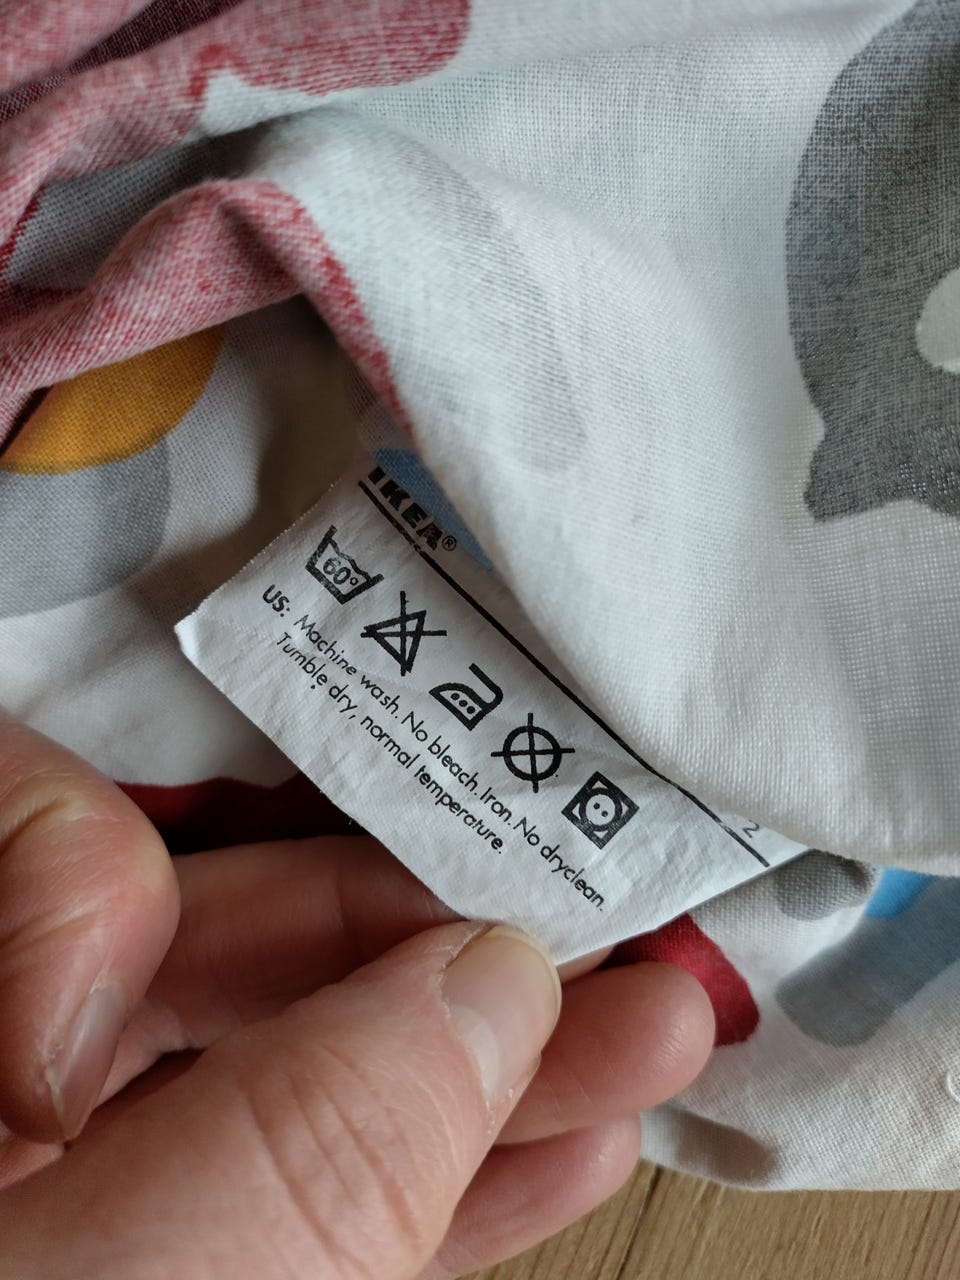 IKEA®
60°
US: Machine wash. No bleach. Iron. No dryclean.
Tumble dry, normal temperature.
2